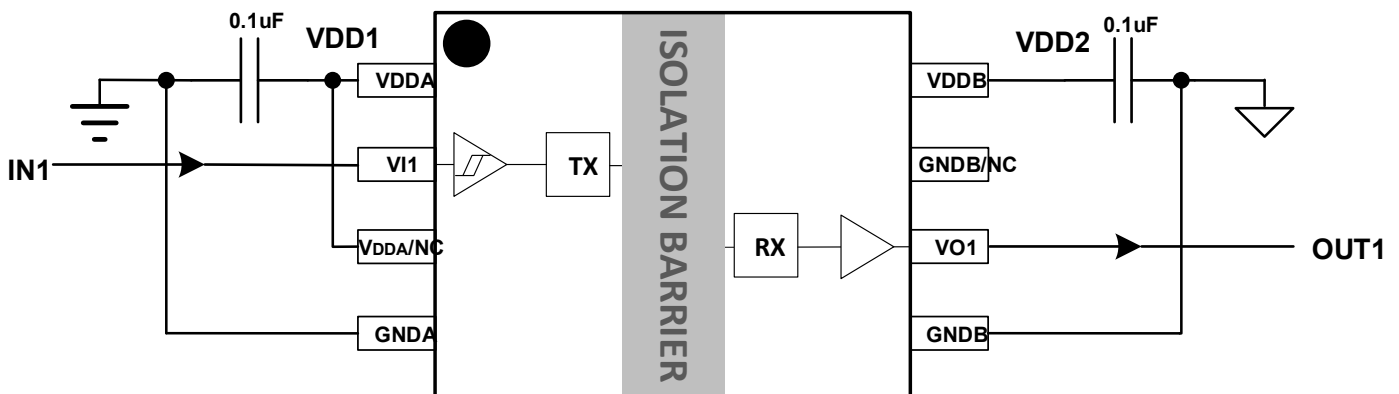 0.1uF
VDD1
VDD2
0.1uF
VDDA
VDDB
IN1
VI1
TX
GNDB/NC
VDDA/NC
RX
VO1
OUT1
GNDA
GNDB
ISOLATION BARRIER